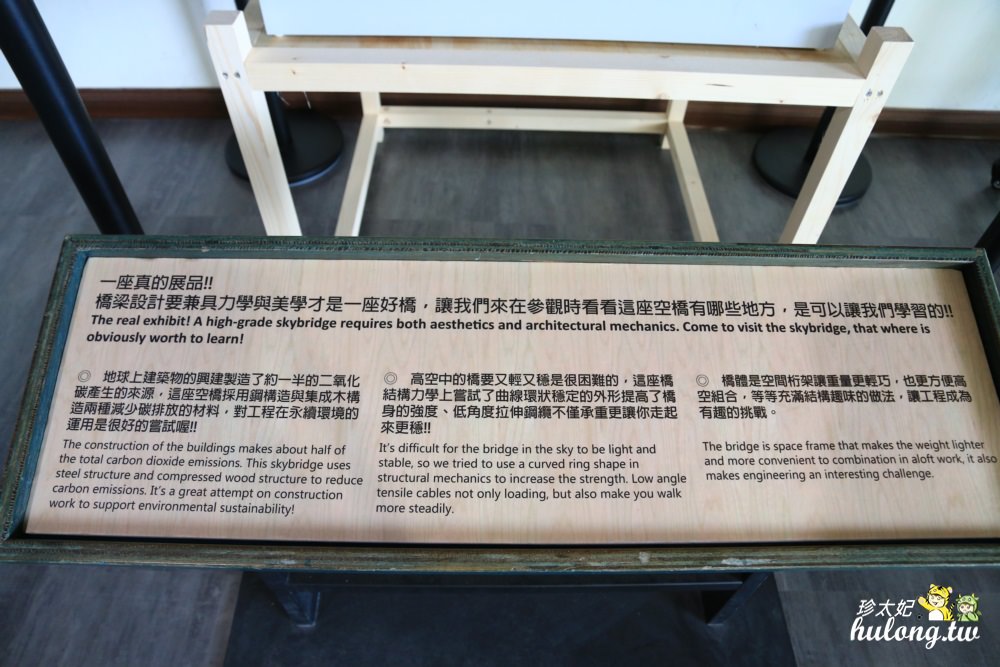 一座真的展品!!
橋梁設計要兼具力學與美學才是一座好橋，讓我們來在參觀時看看這座空橋有哪些地方，是可以讓我們學習的!!
The real exhibit! A high-grade skybridge requires both aesthetics and architectural mechanics. Come to visit the skybridge, that where is
obviously worth to learn!
◎ 地球上建築物的興建製造了約一半的二氧化
碳產生的來源，這座空橋採用鋼構造與集成木構
造兩種減少碳排放的材料，對工程在永續環境的
運用是很好的嘗試喔!!
The construction of the buildings makes about half of
the total carbon dioxide emissions. This skybridge uses
steel structure and compressed wood structure to reduce
carbon emissions. It's a great attempt on construction
work to support environmental sustainability!
◎ 高空中的橋要又輕又穩是很困難的，這座橋
結構力學上嘗試了曲線環狀穩定的外形提高了橋
身的強度、低角度拉伸鋼纜不僅承重更讓你走起
來更穩!!
It's difficult for the bridge in the sky to be light and
stable, so we tried to use a curved ring shape in
structural mechanics to increase the strength. Low angle
tensile cables not only loading, but also make you walk
more steadily.
◎ 橋體是空間桁架讓重量更輕巧，也更方便高
空組合，等等充滿結構趣味的做法，讓工程成為
有趣的挑戰。
The bridge is space frame that makes the weight lighter
and more convenient to combination in aloft work, it also
makes engineering an interesting challenge.
珍太妃
hulong.tw